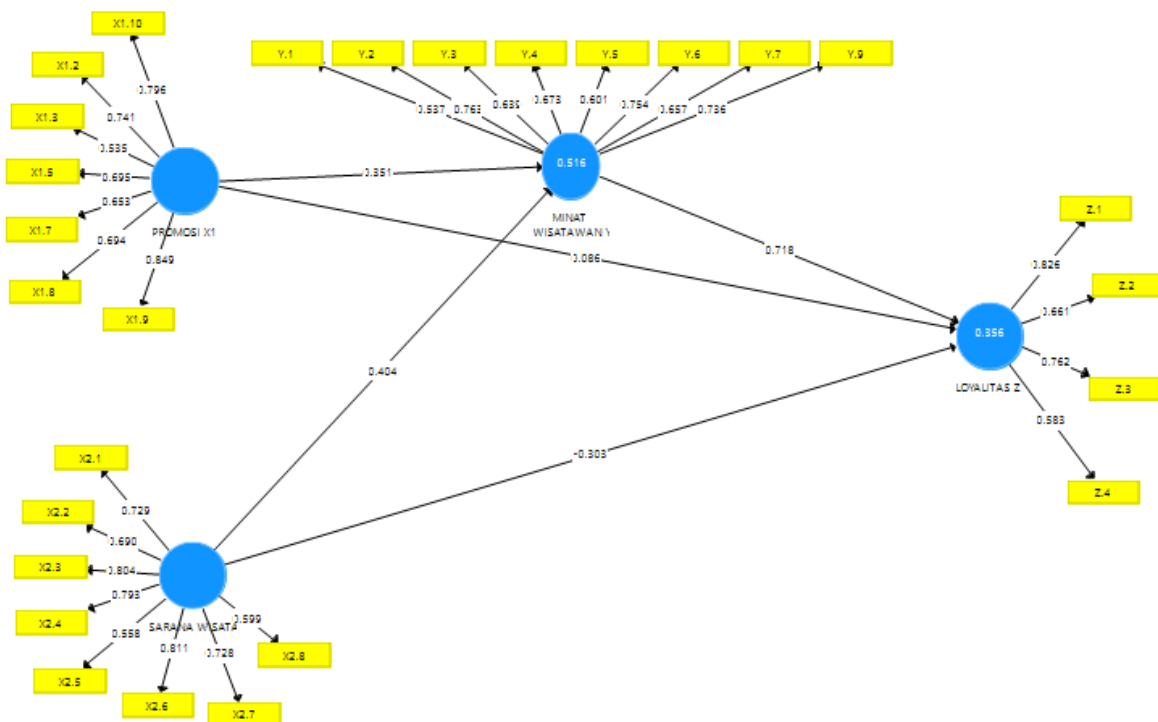 X1.10
X1.2
X1.3
X1.5
X1.7
X1.8
X1.9
0.796
0.741
0.535
0.695
0.653
0.694
0.849
PROMOSI X1
Y.1
Y.2
Y.3
Y.4
Y.5
Y.6
Y.7
Y.9
0.537
0.763
0.639
0.673
0.601
0.754
0.657
0.736
0.516
MINAT
WISATAWAN Y
0.351
0.086
0.718
0.404
-0.303
Z.1
Z.2
Z.3
Z.4
0.826
0.661
0.762
0.583
0.356
LOYALITAS Z
X2.1
X2.2
X2.3
X2.4
X2.5
X2.6
X2.7
X2.8
0.729
0.690
0.804
0.793
0.558
0.811
0.728
0.599
SARANA WISATA